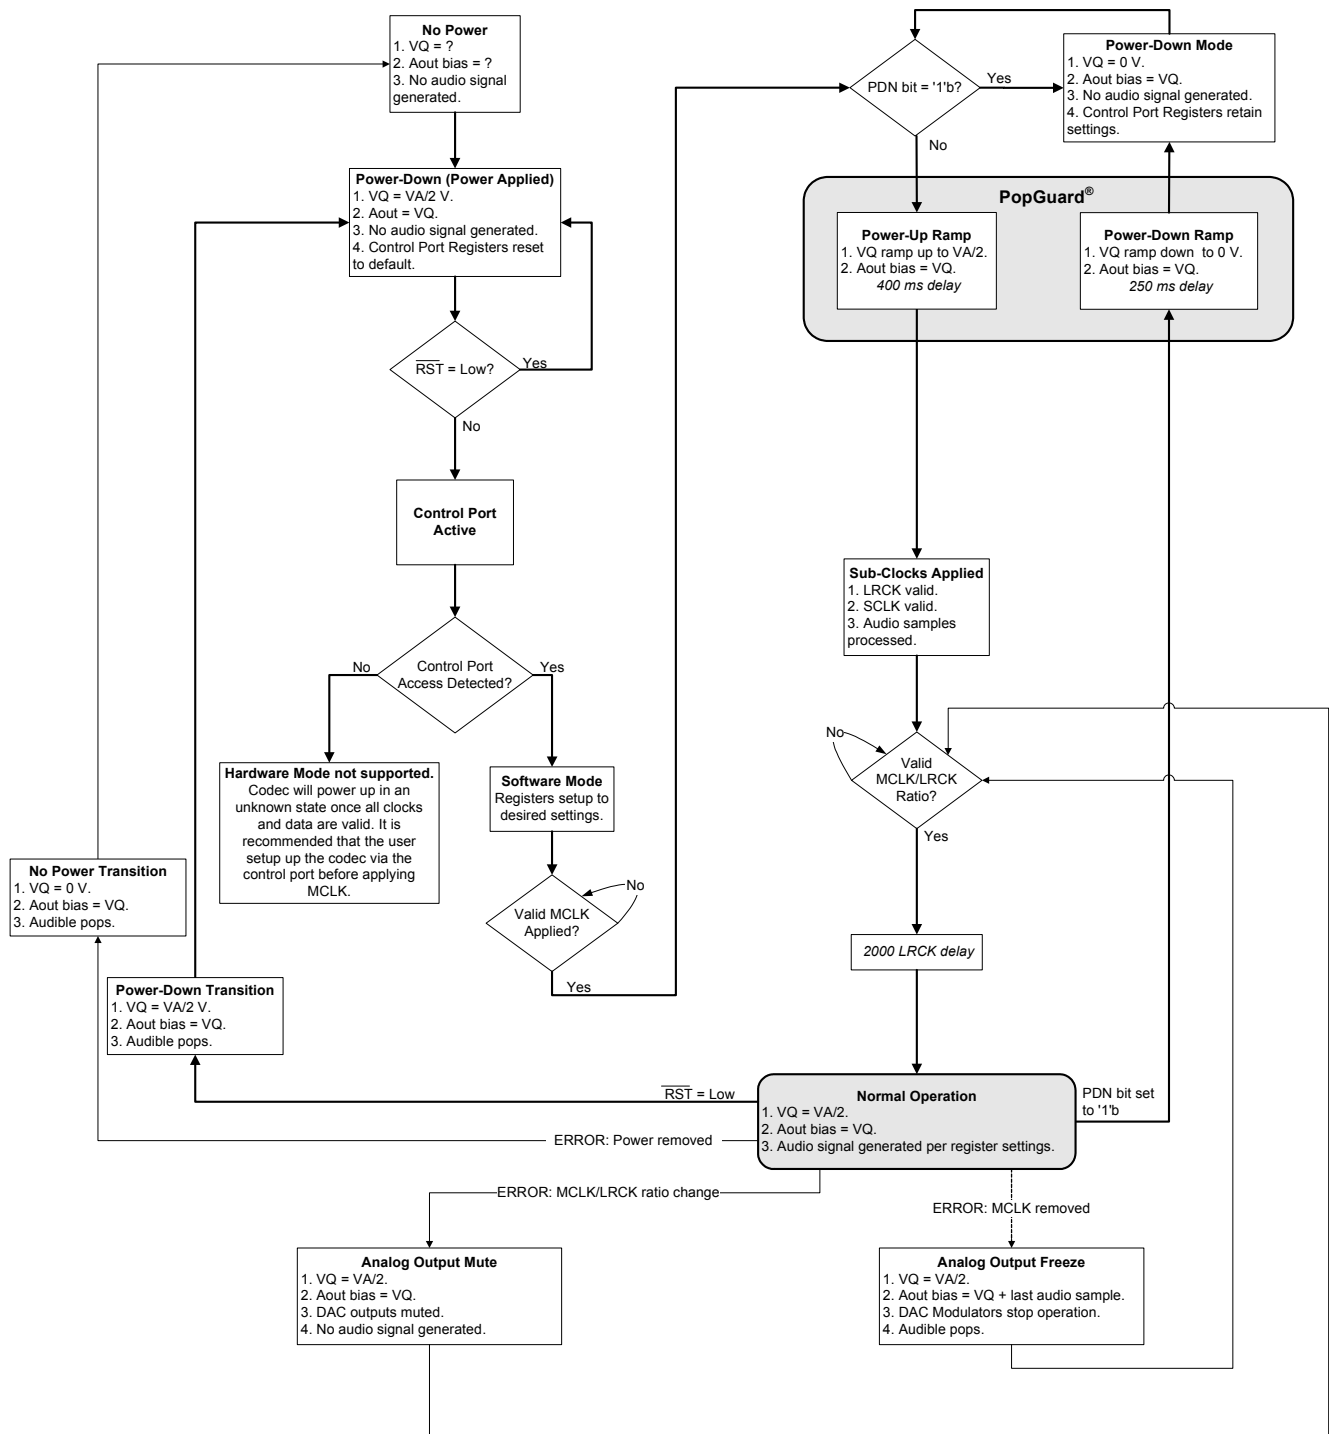 No Power
1. VQ = ?
2. Aout bias = ?
3. No audio signal
generated.
Power-Down (Power Applied)
1. VQ = VA/2 V.
2. Aout = VQ.
3. No audio signal generated.
4. Control Port Registers reset
to default.
RST = Low?
Yes
No
Control Port
Active
Control Port
Access Detected?
No
Yes
Hardware Mode not supported.
Codec will power up in an
unknown state once all clocks
and data are valid. It is
recommended that the user
setup up the codec via the
control port before applying
MCLK.
Software Mode
Registers setup to
desired settings.
Valid MCLK
Applied?
No
Yes
No Power Transition
1. VQ = 0 V.
2. Aout bias = VQ.
3. Audible pops.
Power-Down Transition
1. VQ = VA/2 V.
2. Aout bias = VQ.
3. Audible pops.
PDN bit = '1'b?
Yes
No
Power-Down Mode
1. VQ = 0 V.
2. Aout bias = VQ.
3. No audio signal generated.
4. Control Port Registers retain
settings.
PopGuard®
Power-Up Ramp
1. VQ ramp up to VA/2.
2. Aout bias = VQ.
400 ms delay
Power-Down Ramp
1. VQ ramp down to 0 V.
2. Aout bias = VQ.
250 ms delay
Sub-Clocks Applied
1. LRCK valid.
2. SCLK valid.
3. Audio samples
processed.
No
Valid
MCLK/LRCK
Ratio?
Yes
2000 LRCK delay
Normal Operation
1. VQ = VA/2.
2. Aout bias = VQ.
3. Audio signal generated per register settings.
RST = Low
PDN bit set
to '1'b
ERROR: Power removed
ERROR: MCLK/LRCK ratio change
ERROR: MCLK removed
Analog Output Mute
1. VQ = VA/2.
2. Aout bias = VQ.
3. DAC outputs muted.
4. No audio signal generated.
Analog Output Freeze
1. VQ = VA/2.
2. Aout bias = VQ + last audio sample.
3. DAC Modulators stop operation.
4. Audible pops.